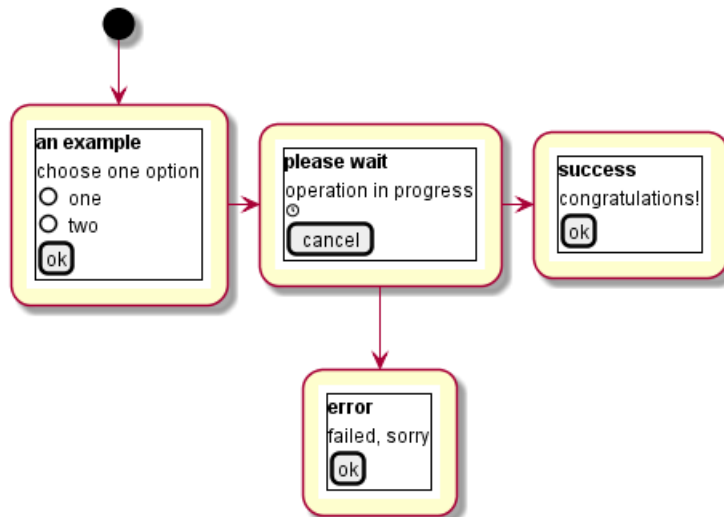 an example
choose one option
one
two
ok
please wait
operation in progress
cancel
success
congratulations!
ok
error
failed, sorry
ok